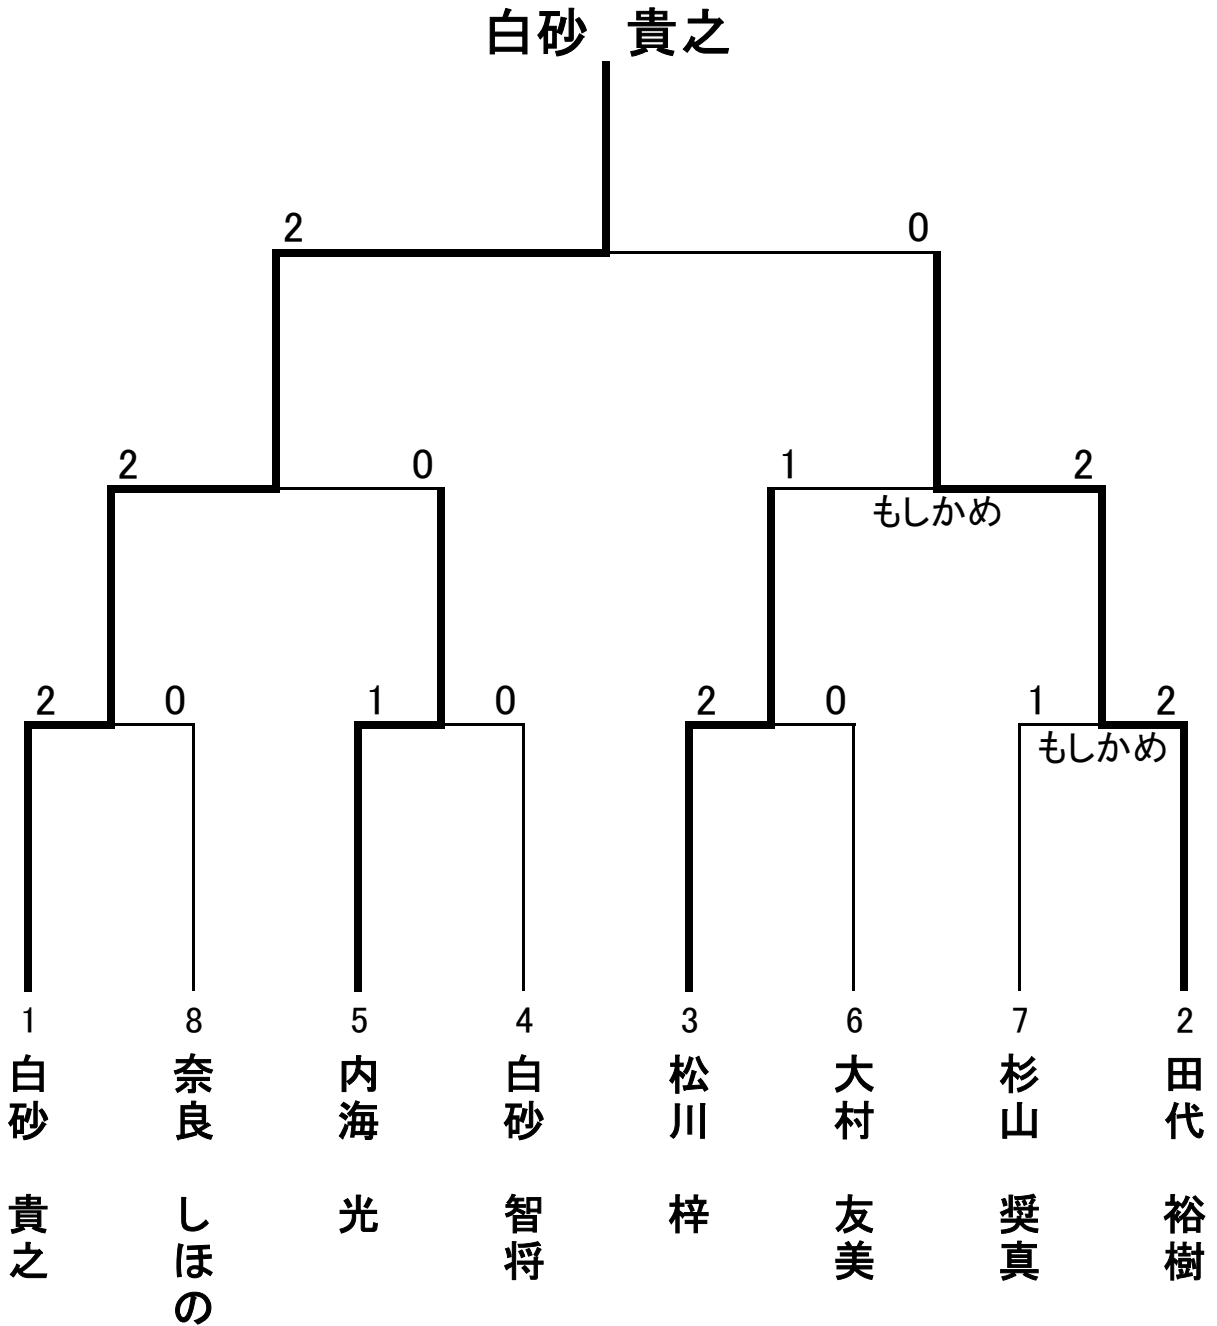 白砂　貴之
2 0
2 0 1 2
もしかめ
2 0 1 0 2 0 1 2
もしかめ
1 8 5 4 3 6 7 2
白砂　貴之
奈良　しほの
内海　光
白砂　智将
松川　梓
大村　友美
杉山　奨真
田代　裕樹